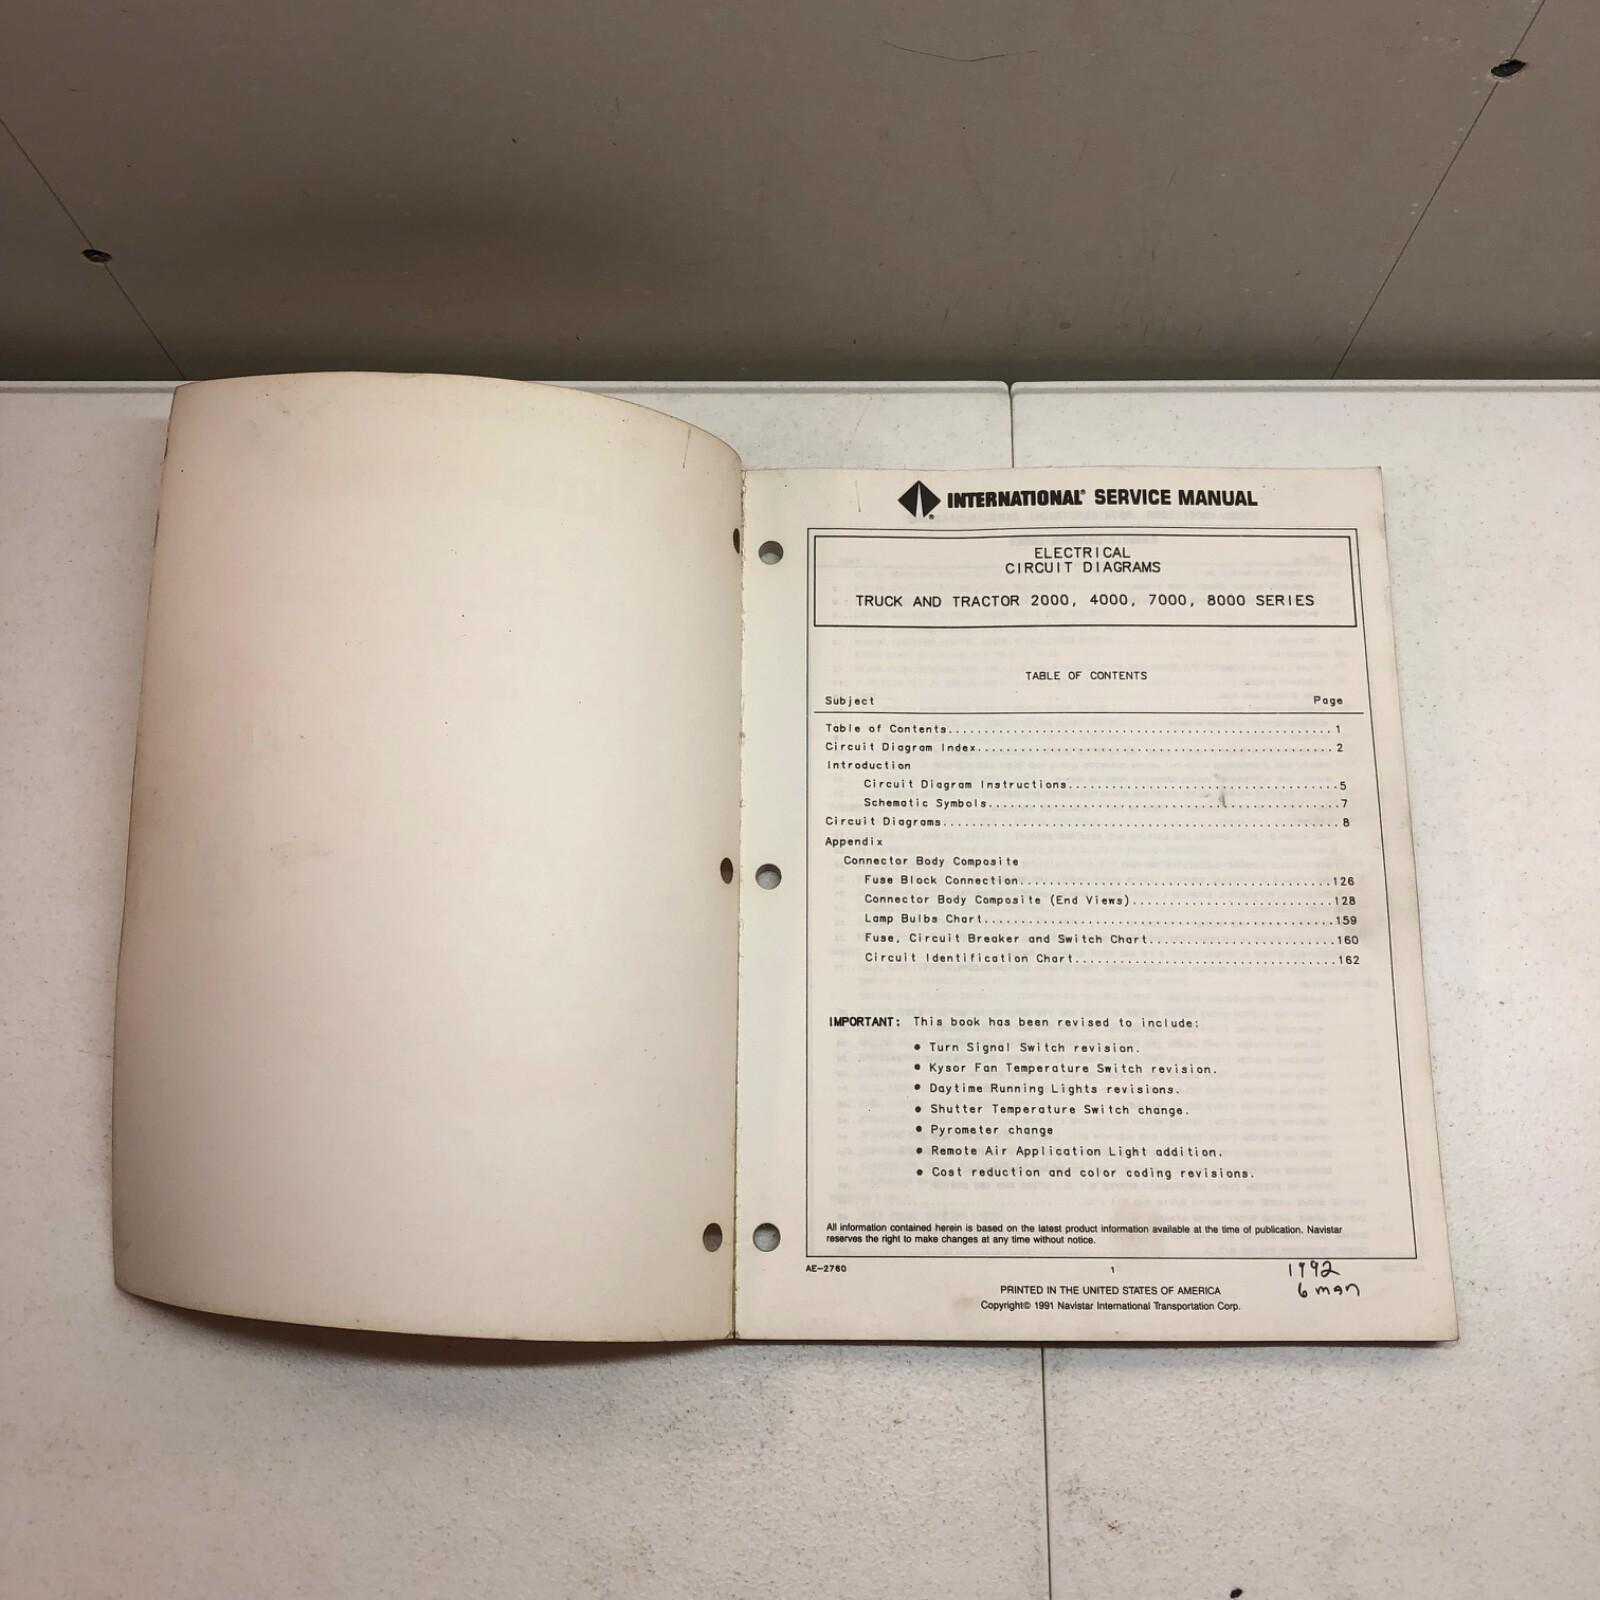 INTERNATIONAL® SERVICE MANUAL
ELECTRICAL
CIRCUIT DIAGRAMS
TRUCK AND TRACTOR 2000, 4000, 7000, 8000 SERIES
TABLE OF CONTENTS
Subject Page
Table of Contents 1
Circuit Diagram Index 2
Introduction
Circuit Diagram Instructions 5
Schematic Symbols 7
Circuit Diagrams 8
Appendix
Connector Body Composite
Fuse Block Connection 126
Connector Body Composite (End Views) 128
Lamp Bulbs Chart 159
Fuse, Circuit Breaker and Switch Chart 160
Circuit Identification Chart 162
IMPORTANT: This book has been revised to include:
• Turn Signal Switch revision.
• Kysor Fan Temperature Switch revision.
• Daytime Running Lights revisions.
• Shutter Temperature Switch change.
• Pyrometer change
• Remote Air Application Light addition.
• Cost reduction and color coding revisions.
All information contained herein is based on the latest product information available at the time of publication. Navistar
reserves the right to make changes at any time without notice.
AE-2760 1 1992
PRINTED IN THE UNITED STATES OF AMERICA 6 man
Copyright© 1991 Navistar International Transportation Corp.